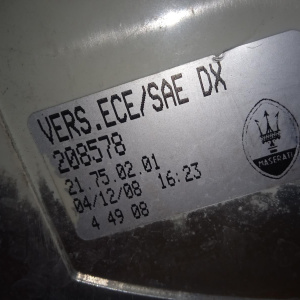 VERS.ECE/SAE DX
208578
21.75.02.01
04/12/08 16:23
4 49 08
MASERATI